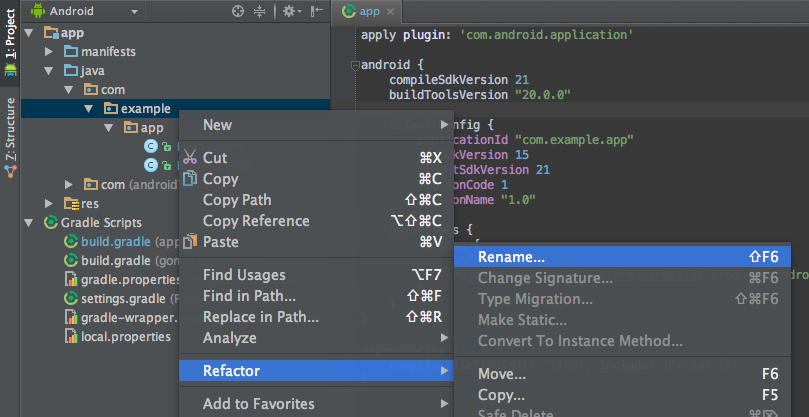 1: Project
Z: Structure
Android
app
manifests
java
com
example
app
com (android
res
Gradle Scripts
build.gradle (app
build.gradle (gon
gradle.properties
settings.gradle (P
gradle-wrapper.
local.properties
app
apply plugin: 'com.android.application'
android {
compileSdkVersion 21
buildToolsVersion "20.0.0"
nfig {
cationId "com.example.app"
kVersion 15
tSdkVersion 21
onCode 1
onName "1.0"
s {
New
Cut ⌘X
Copy ⌘C
Copy Path ⇧⌘C
Copy Reference ⌥⇧⌘C
Paste ⌘V
Find Usages ⌥F7
Find in Path... ⇧⌘F
Replace in Path... ⇧⌘R
Analyze
Refactor
Add to Favorites
Rename... ⇧F6
Change Signature... ⌘F6
Type Migration... ⇧⌘F6
Make Static...
Convert To Instance Method...
Move... F6
Copy... F5
Safe Delete... ⌘⌦